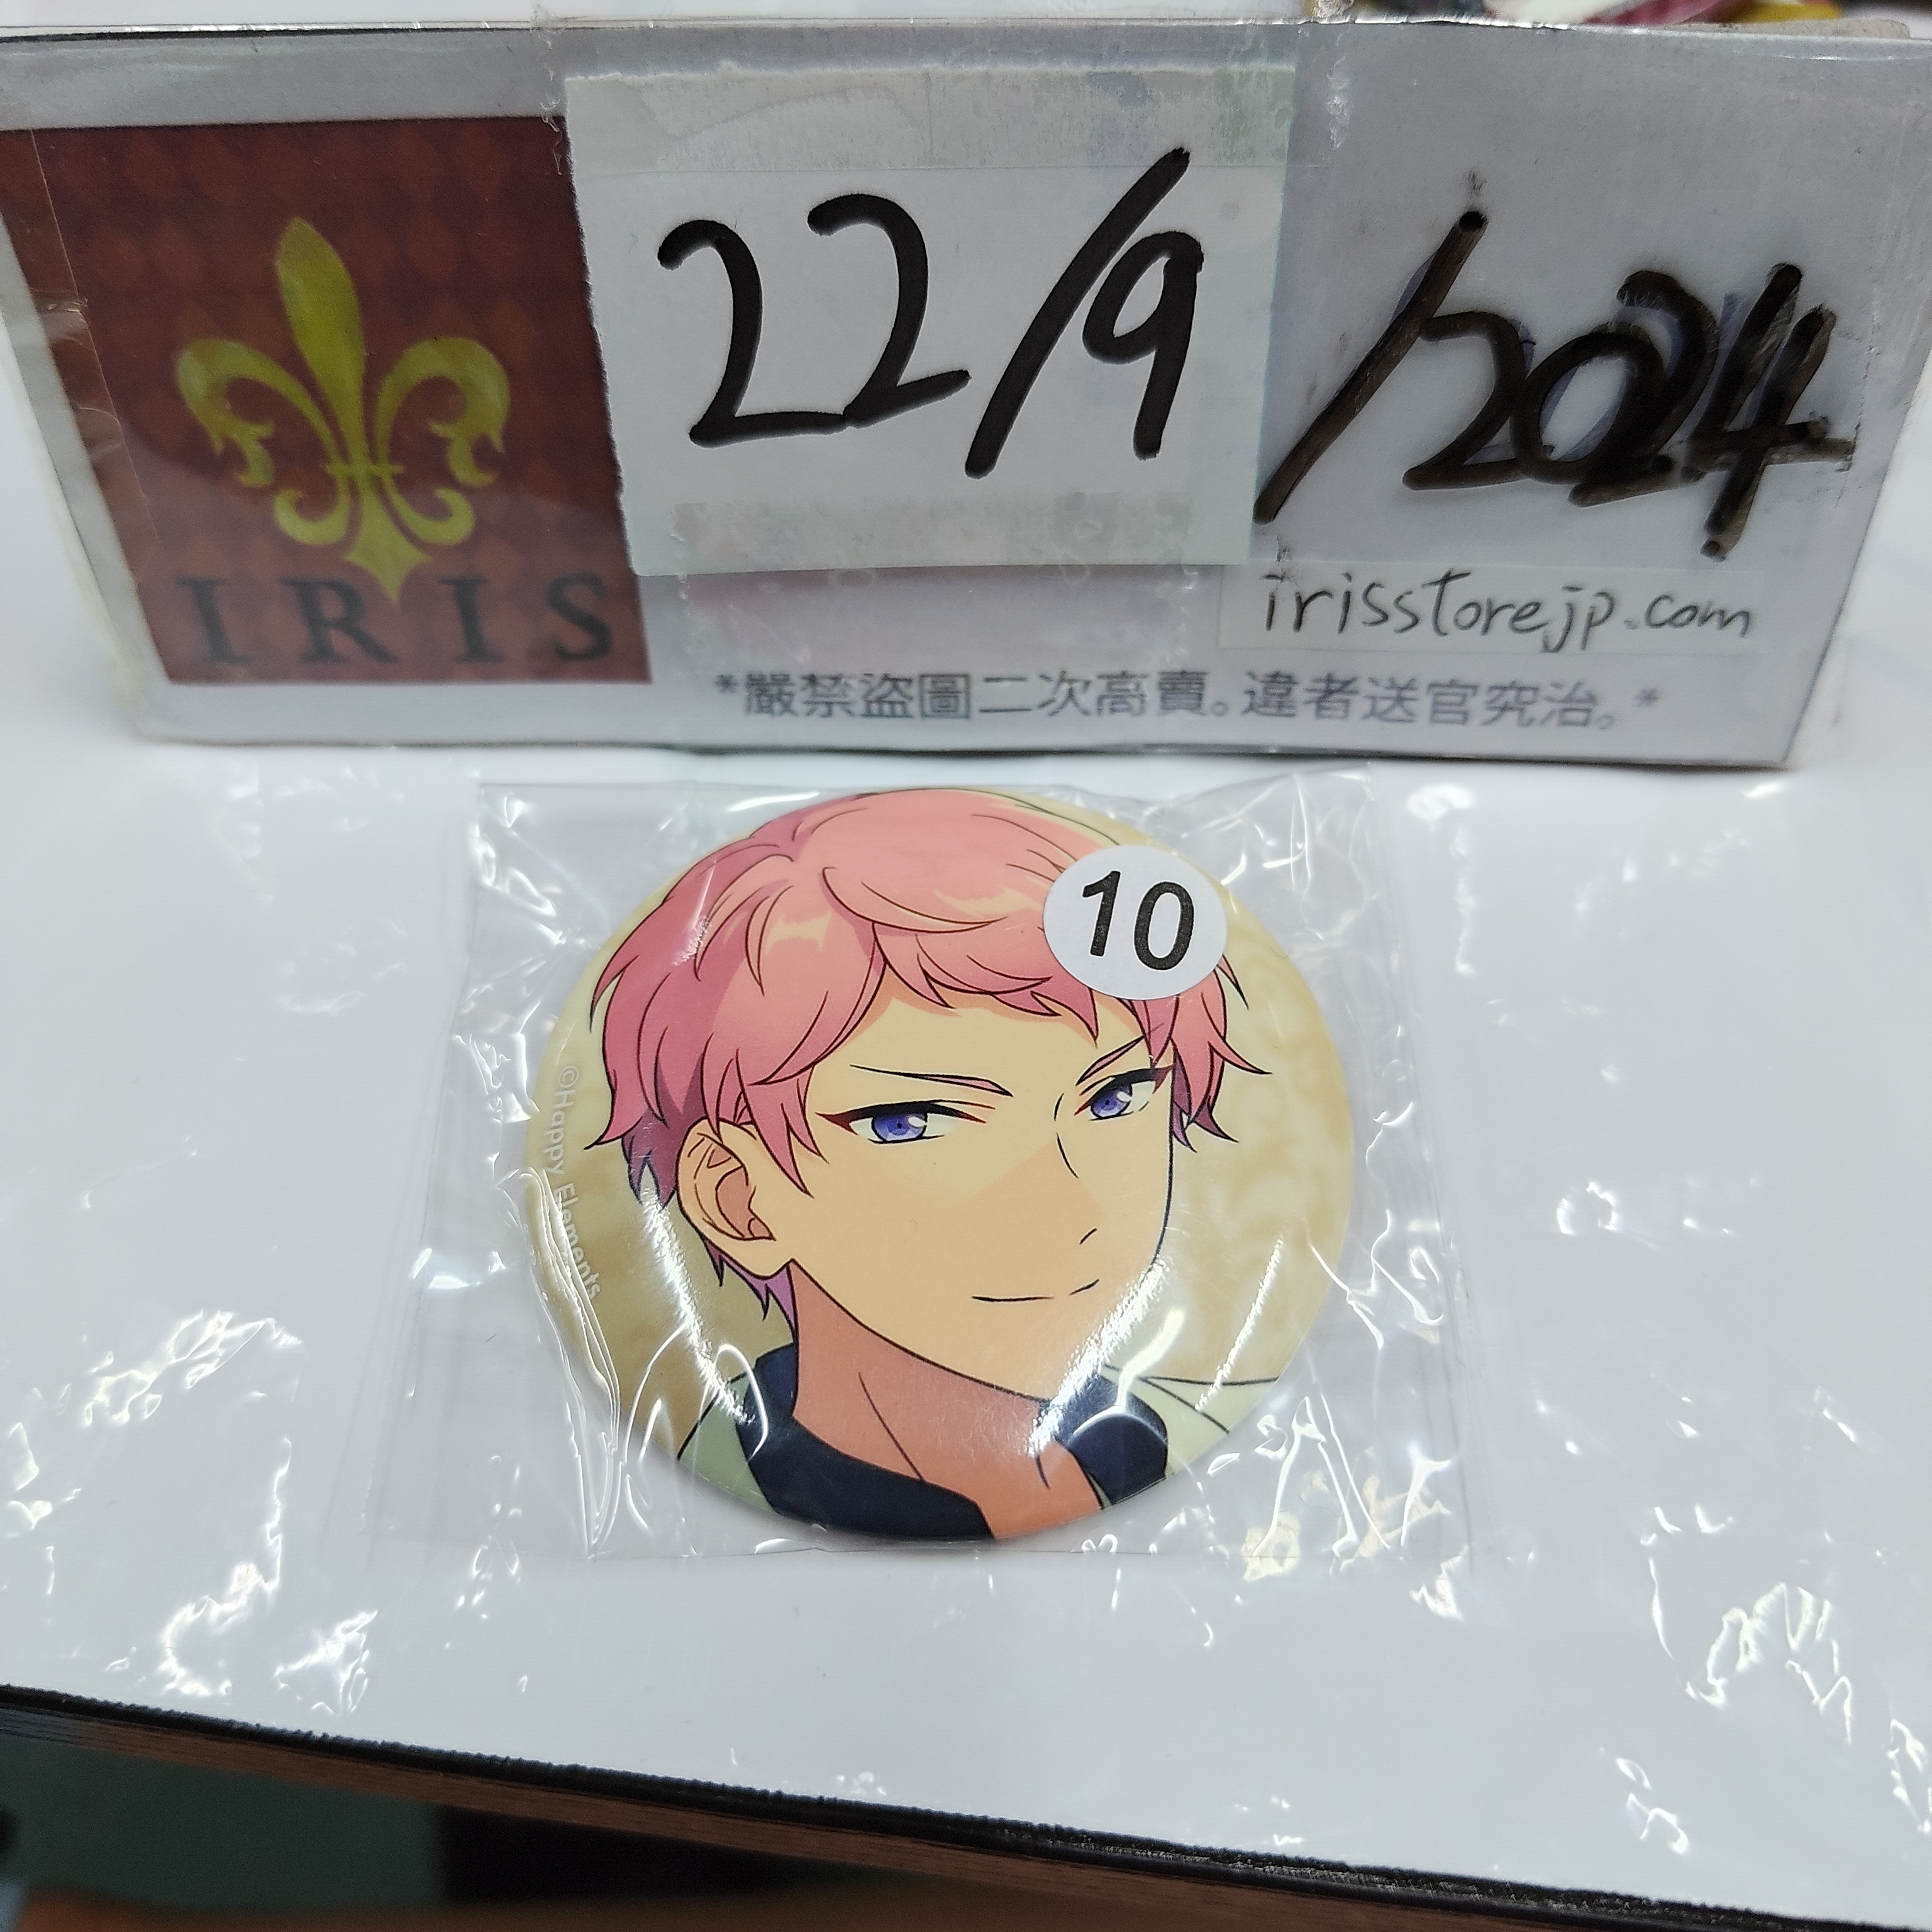 22/9/2024
IRIS
irisstorejp.com
*嚴禁盜圖二次高賣。違者送官究治。*
10
©Happy Elements